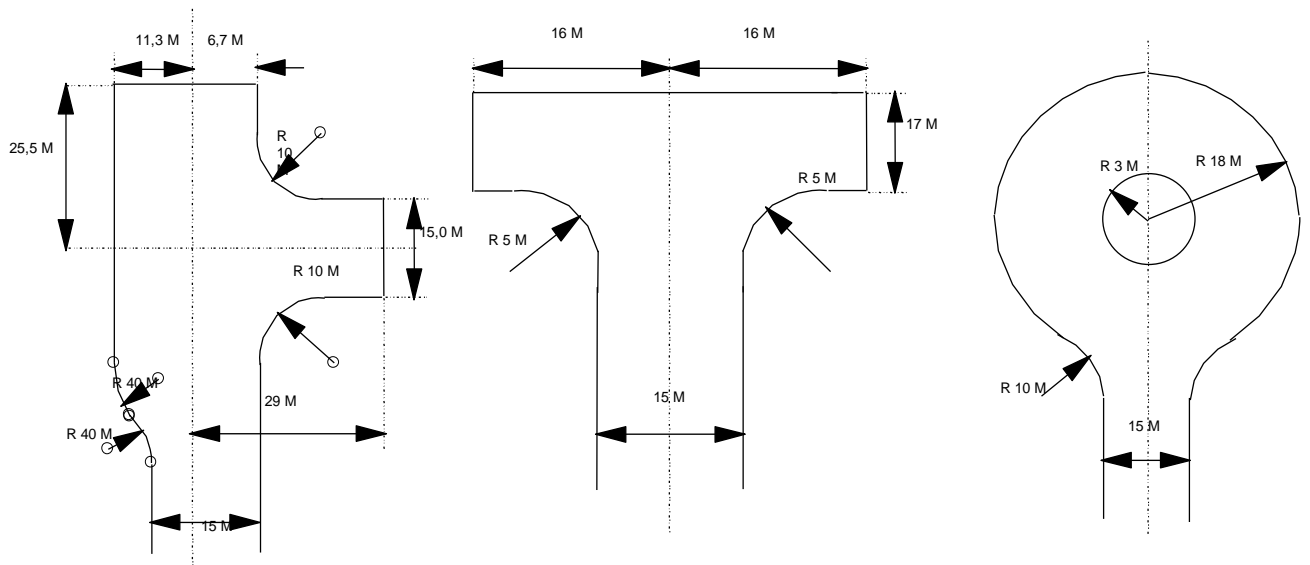 11,3 M
6,7 M
25,5 M
R
10
M
15,0 M
R 10 M
R 40 M
R 40 M
29 M
15 M
16 M
16 M
17 M
R 5 M
R 5 M
15 M
R 3 M
R 18 M
R 10 M
15 M